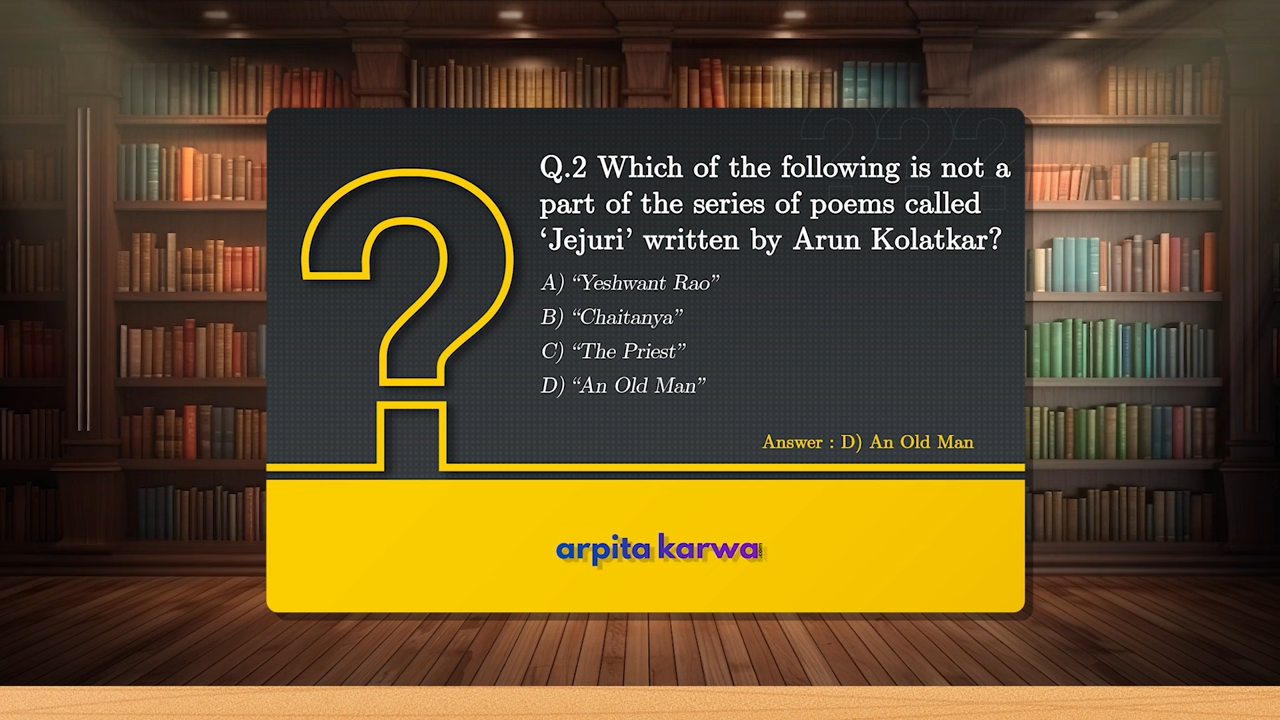 Q.2 Which of the following is not a
part of the series of poems called
‘Jejuri’ written by Arun Kolatkar?
A) “Yeshwant Rao”
B) “Chaitanya”
C) “The Priest”
D) “An Old Man”
Answer : D) An Old Man
arpita karwa